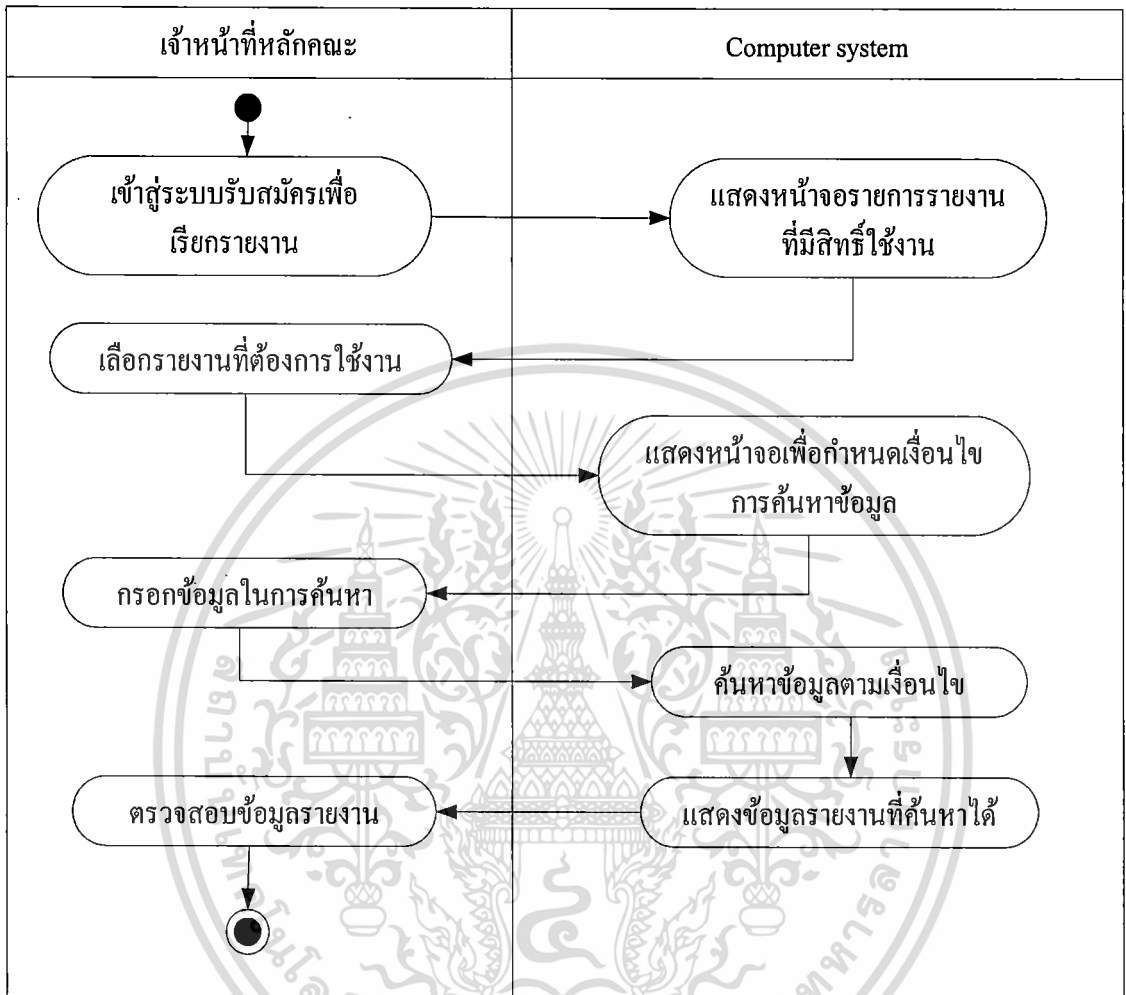 เจ้าหน้าที่หลักคณะ
Computer system
เข้าสู่ระบบรับสมัครเพื่อ
เรียกรายงาน
แสดงหน้าจอรายการรายงาน
ที่มีสิทธิ์ใช้งาน
เลือกรายงานที่ต้องการใช้งาน
แสดงหน้าจอเพื่อกำหนดเงื่อนไข
การค้นหาข้อมูล
กรอกข้อมูลในการค้นหา
ค้นหาข้อมูลตามเงื่อนไข
แสดงข้อมูลรายงานที่ค้นหาได้
ตรวจสอบข้อมูลรายงาน